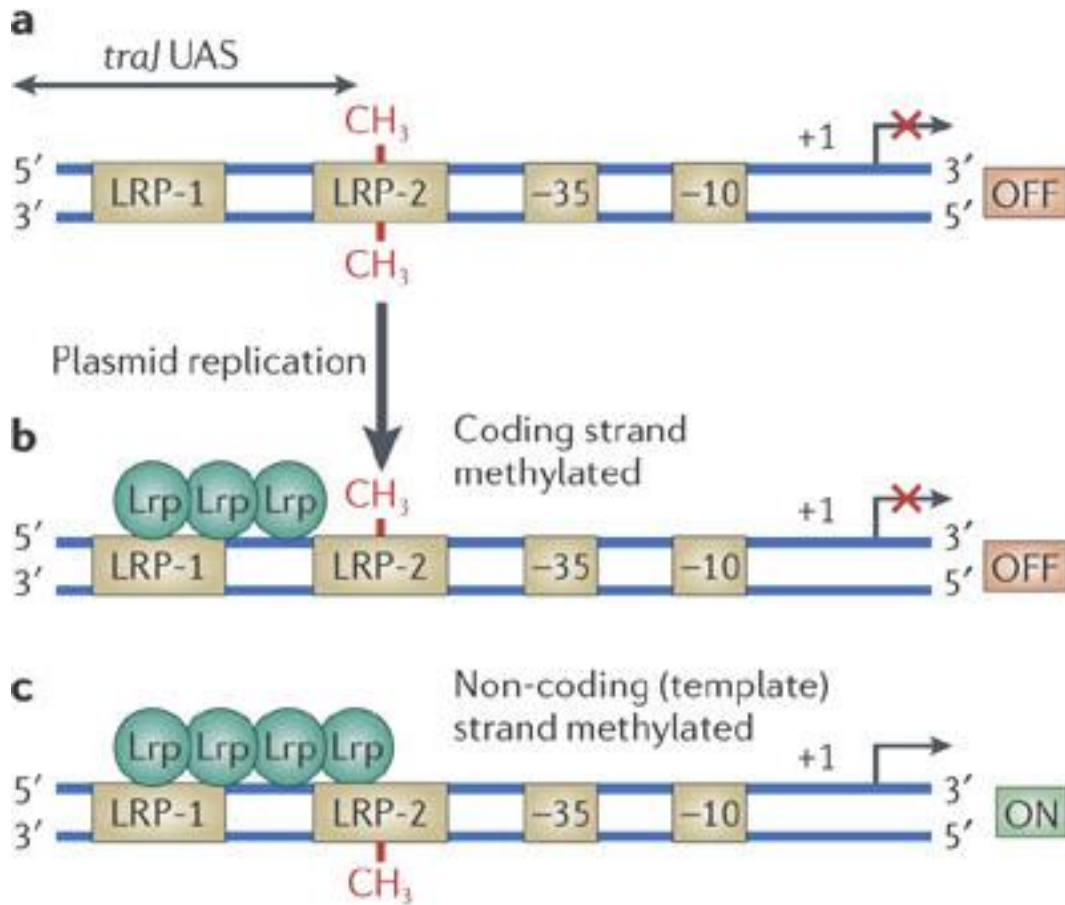 a
traJ UAS
CH₃
+1
5′ LRP-1 LRP-2 −35 −10 3′
3′ 5′ OFF
CH₃
Plasmid replication
b
Coding strand
methylated
Lrp Lrp Lrp CH₃
+1
5′ LRP-1 LRP-2 −35 −10 3′
3′ 5′ OFF
c
Non-coding (template)
strand methylated
Lrp Lrp Lrp Lrp
+1
5′ LRP-1 LRP-2 −35 −10 3′
3′ 5′ ON
CH₃